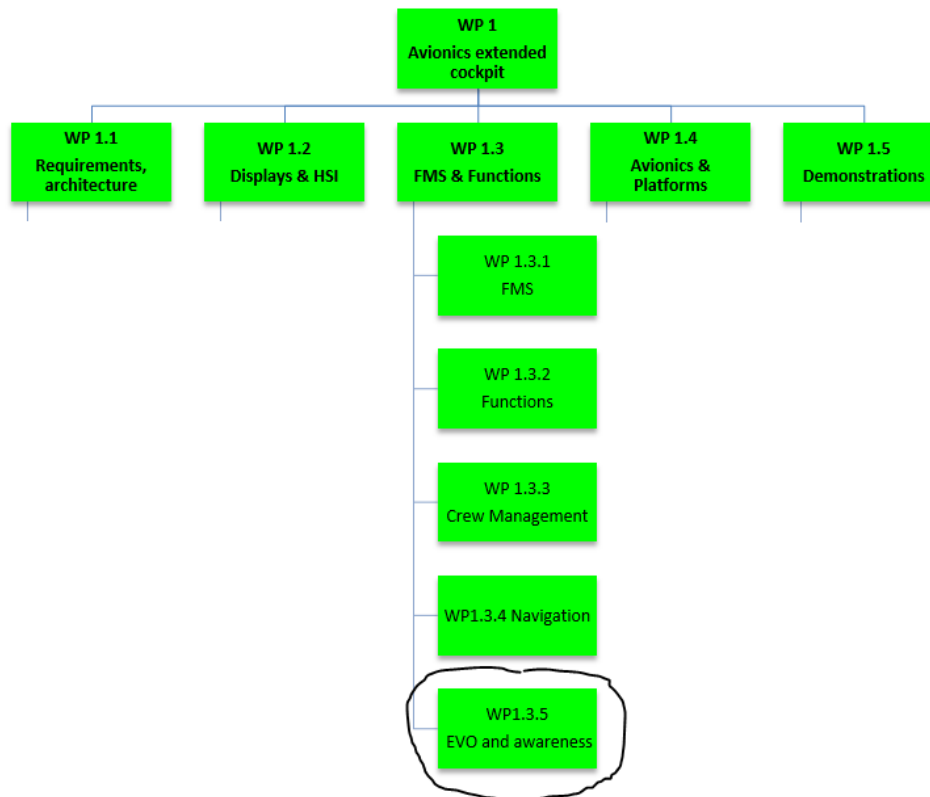 WP 1
Avionics extended
cockpit
WP 1.1
Requirements,
architecture
WP 1.2
Displays & HSI
WP 1.3
FMS & Functions
WP 1.4
Avionics &
Platforms
WP 1.5
Demonstrations
WP 1.3.1
FMS
WP 1.3.2
Functions
WP 1.3.3
Crew Management
WP1.3.4 Navigation
WP1.3.5
EVO and awareness